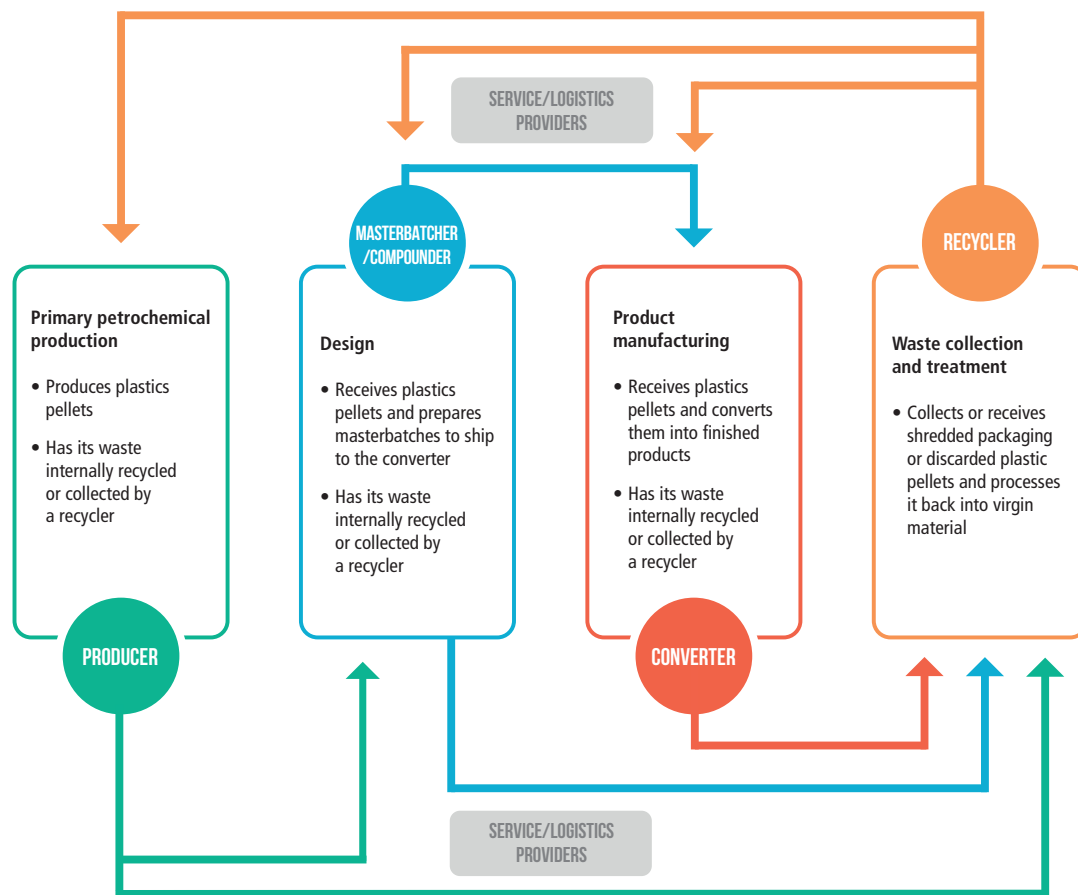 SERVICE/LOGISTICS
PROVIDERS
MASTERBATCHER
/COMPOUNDER
RECYCLER
Primary petrochemical
production
• Produces plastics
pellets
• Has its waste
internally recycled
or collected by
a recycler
PRODUCER
Design
• Receives plastics
pellets and prepares
masterbatches to ship
to the converter
• Has its waste
internally recycled
or collected by
a recycler
Product
manufacturing
• Receives plastics
pellets and converts
them into finished
products
• Has its waste
internally recycled
or collected by
a recycler
CONVERTER
Waste collection
and treatment
• Collects or receives
shredded packaging
or discarded plastic
pellets and processes
it back into virgin
material
SERVICE/LOGISTICS
PROVIDERS